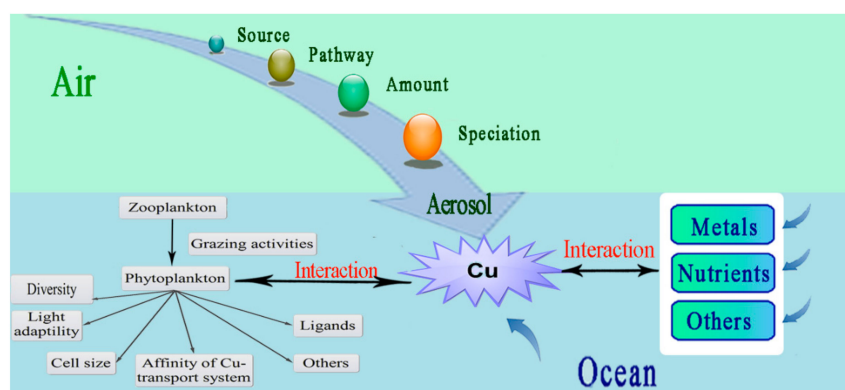 Source
Pathway
Air
Amount
Speciation
Zooplankton
Aerosol
Grazing activities
Metals
Interaction
Phytoplankton
Interaction
Cu
Nutrients
Diversity
Light
adaptility
Ligands
Others
Cell size
Affinity of Cu-
transport system
Others
Ocean